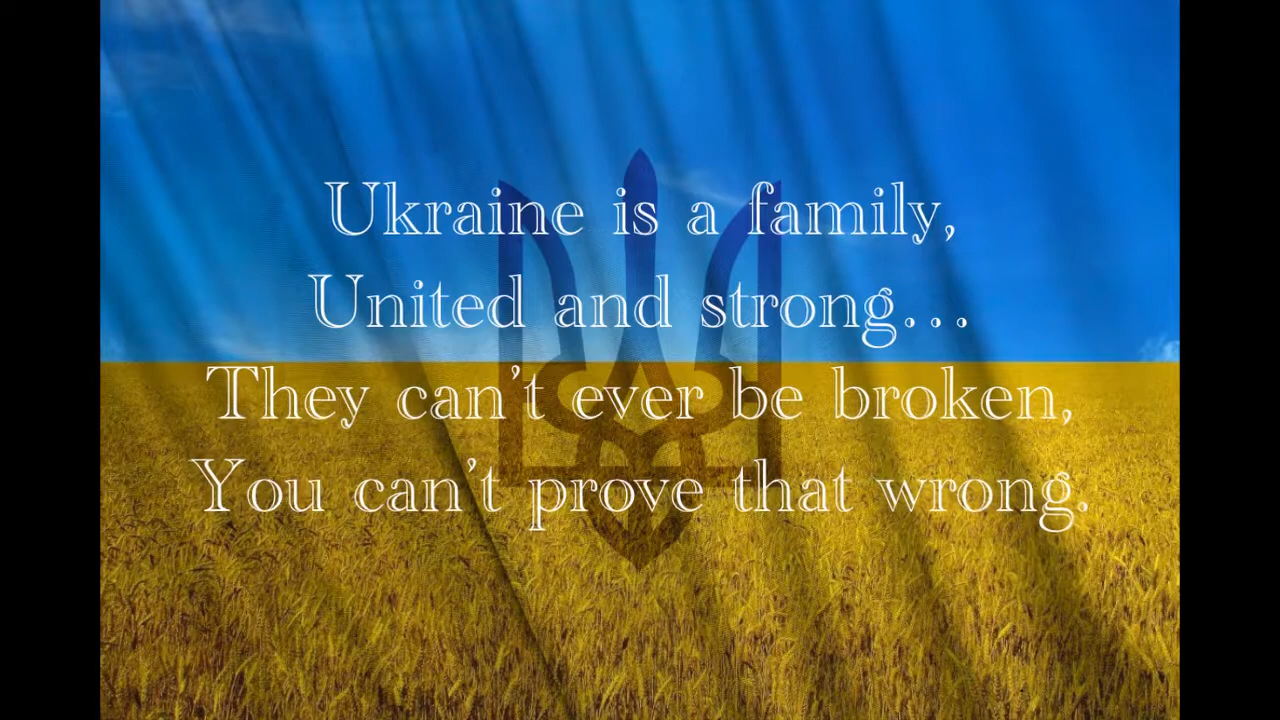 Ukraine is a family,
United and strong...
They can't ever be broken,
You can't prove that wrong.